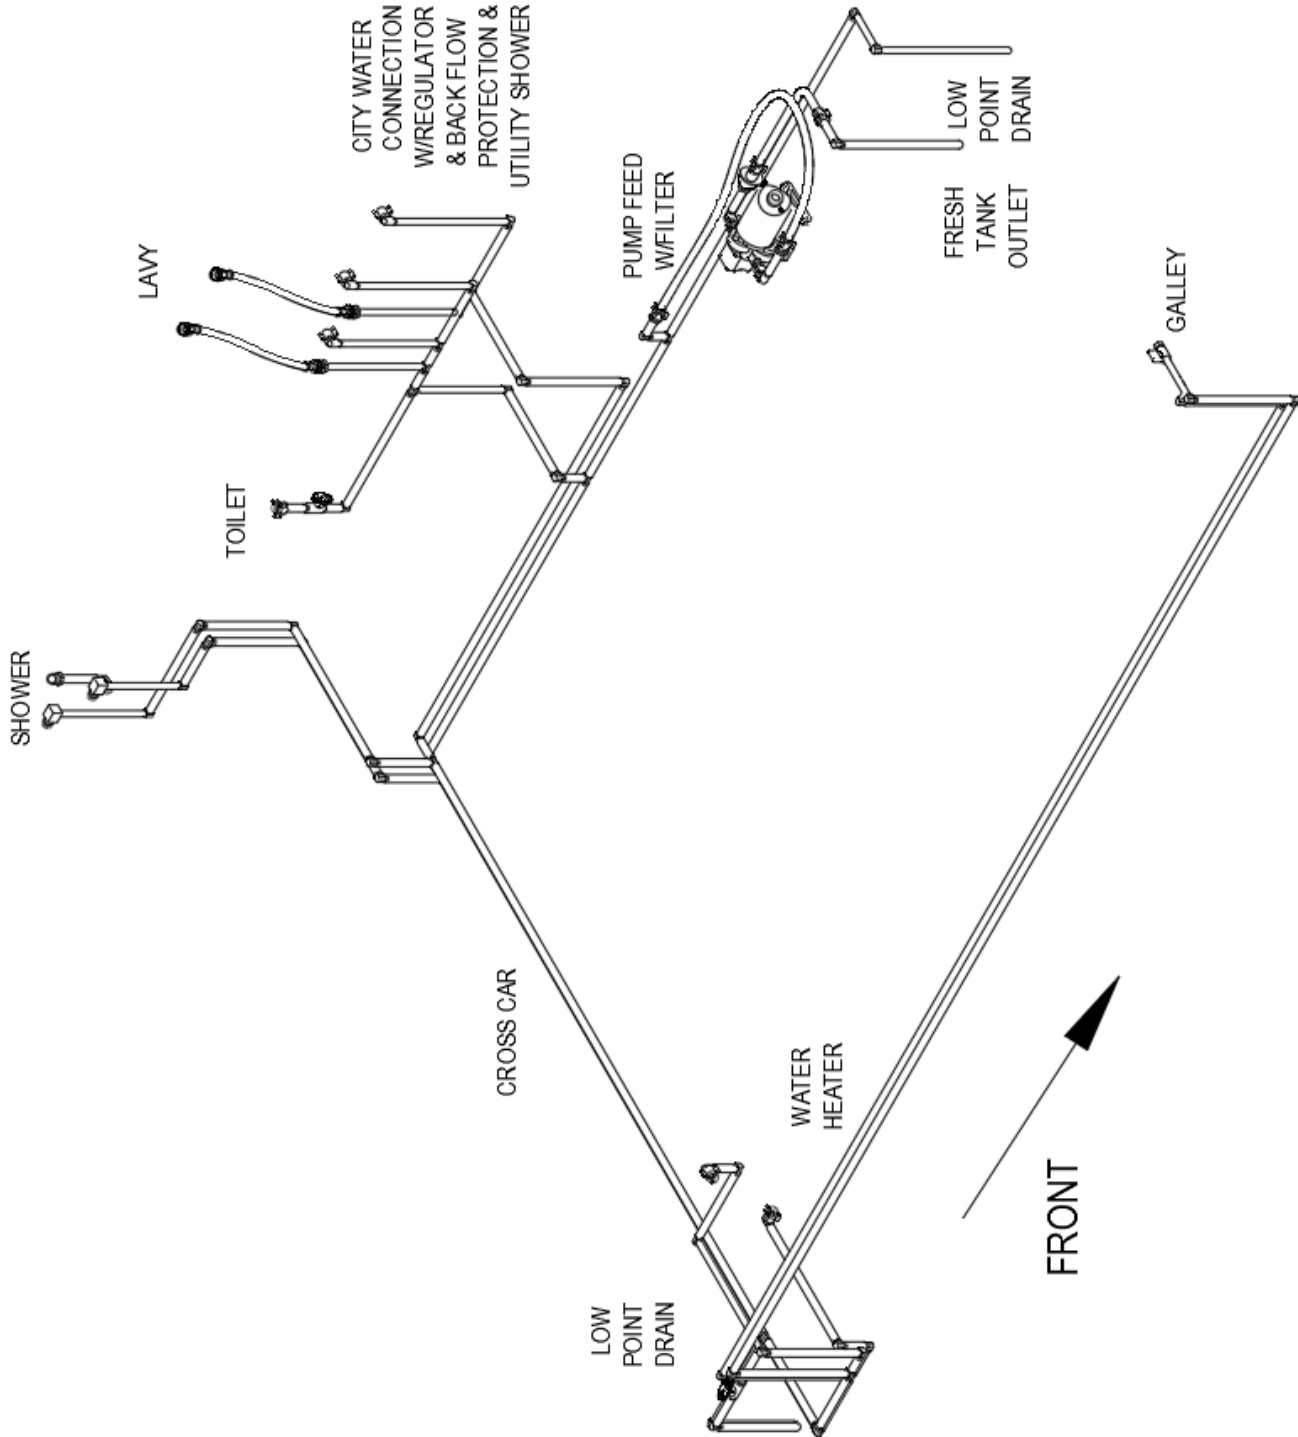 CITY WATER
CONNECTION
W/REGULATOR
& BACK FLOW
PROTECTION &
UTILITY SHOWER
LAVY
PUMP FEED
W/FILTER
LOW
POINT
DRAIN
FRESH
TANK
OUTLET
GALLEY
TOILET
SHOWER
CROSS CAR
WATER
HEATER
LOW
POINT
DRAIN
FRONT